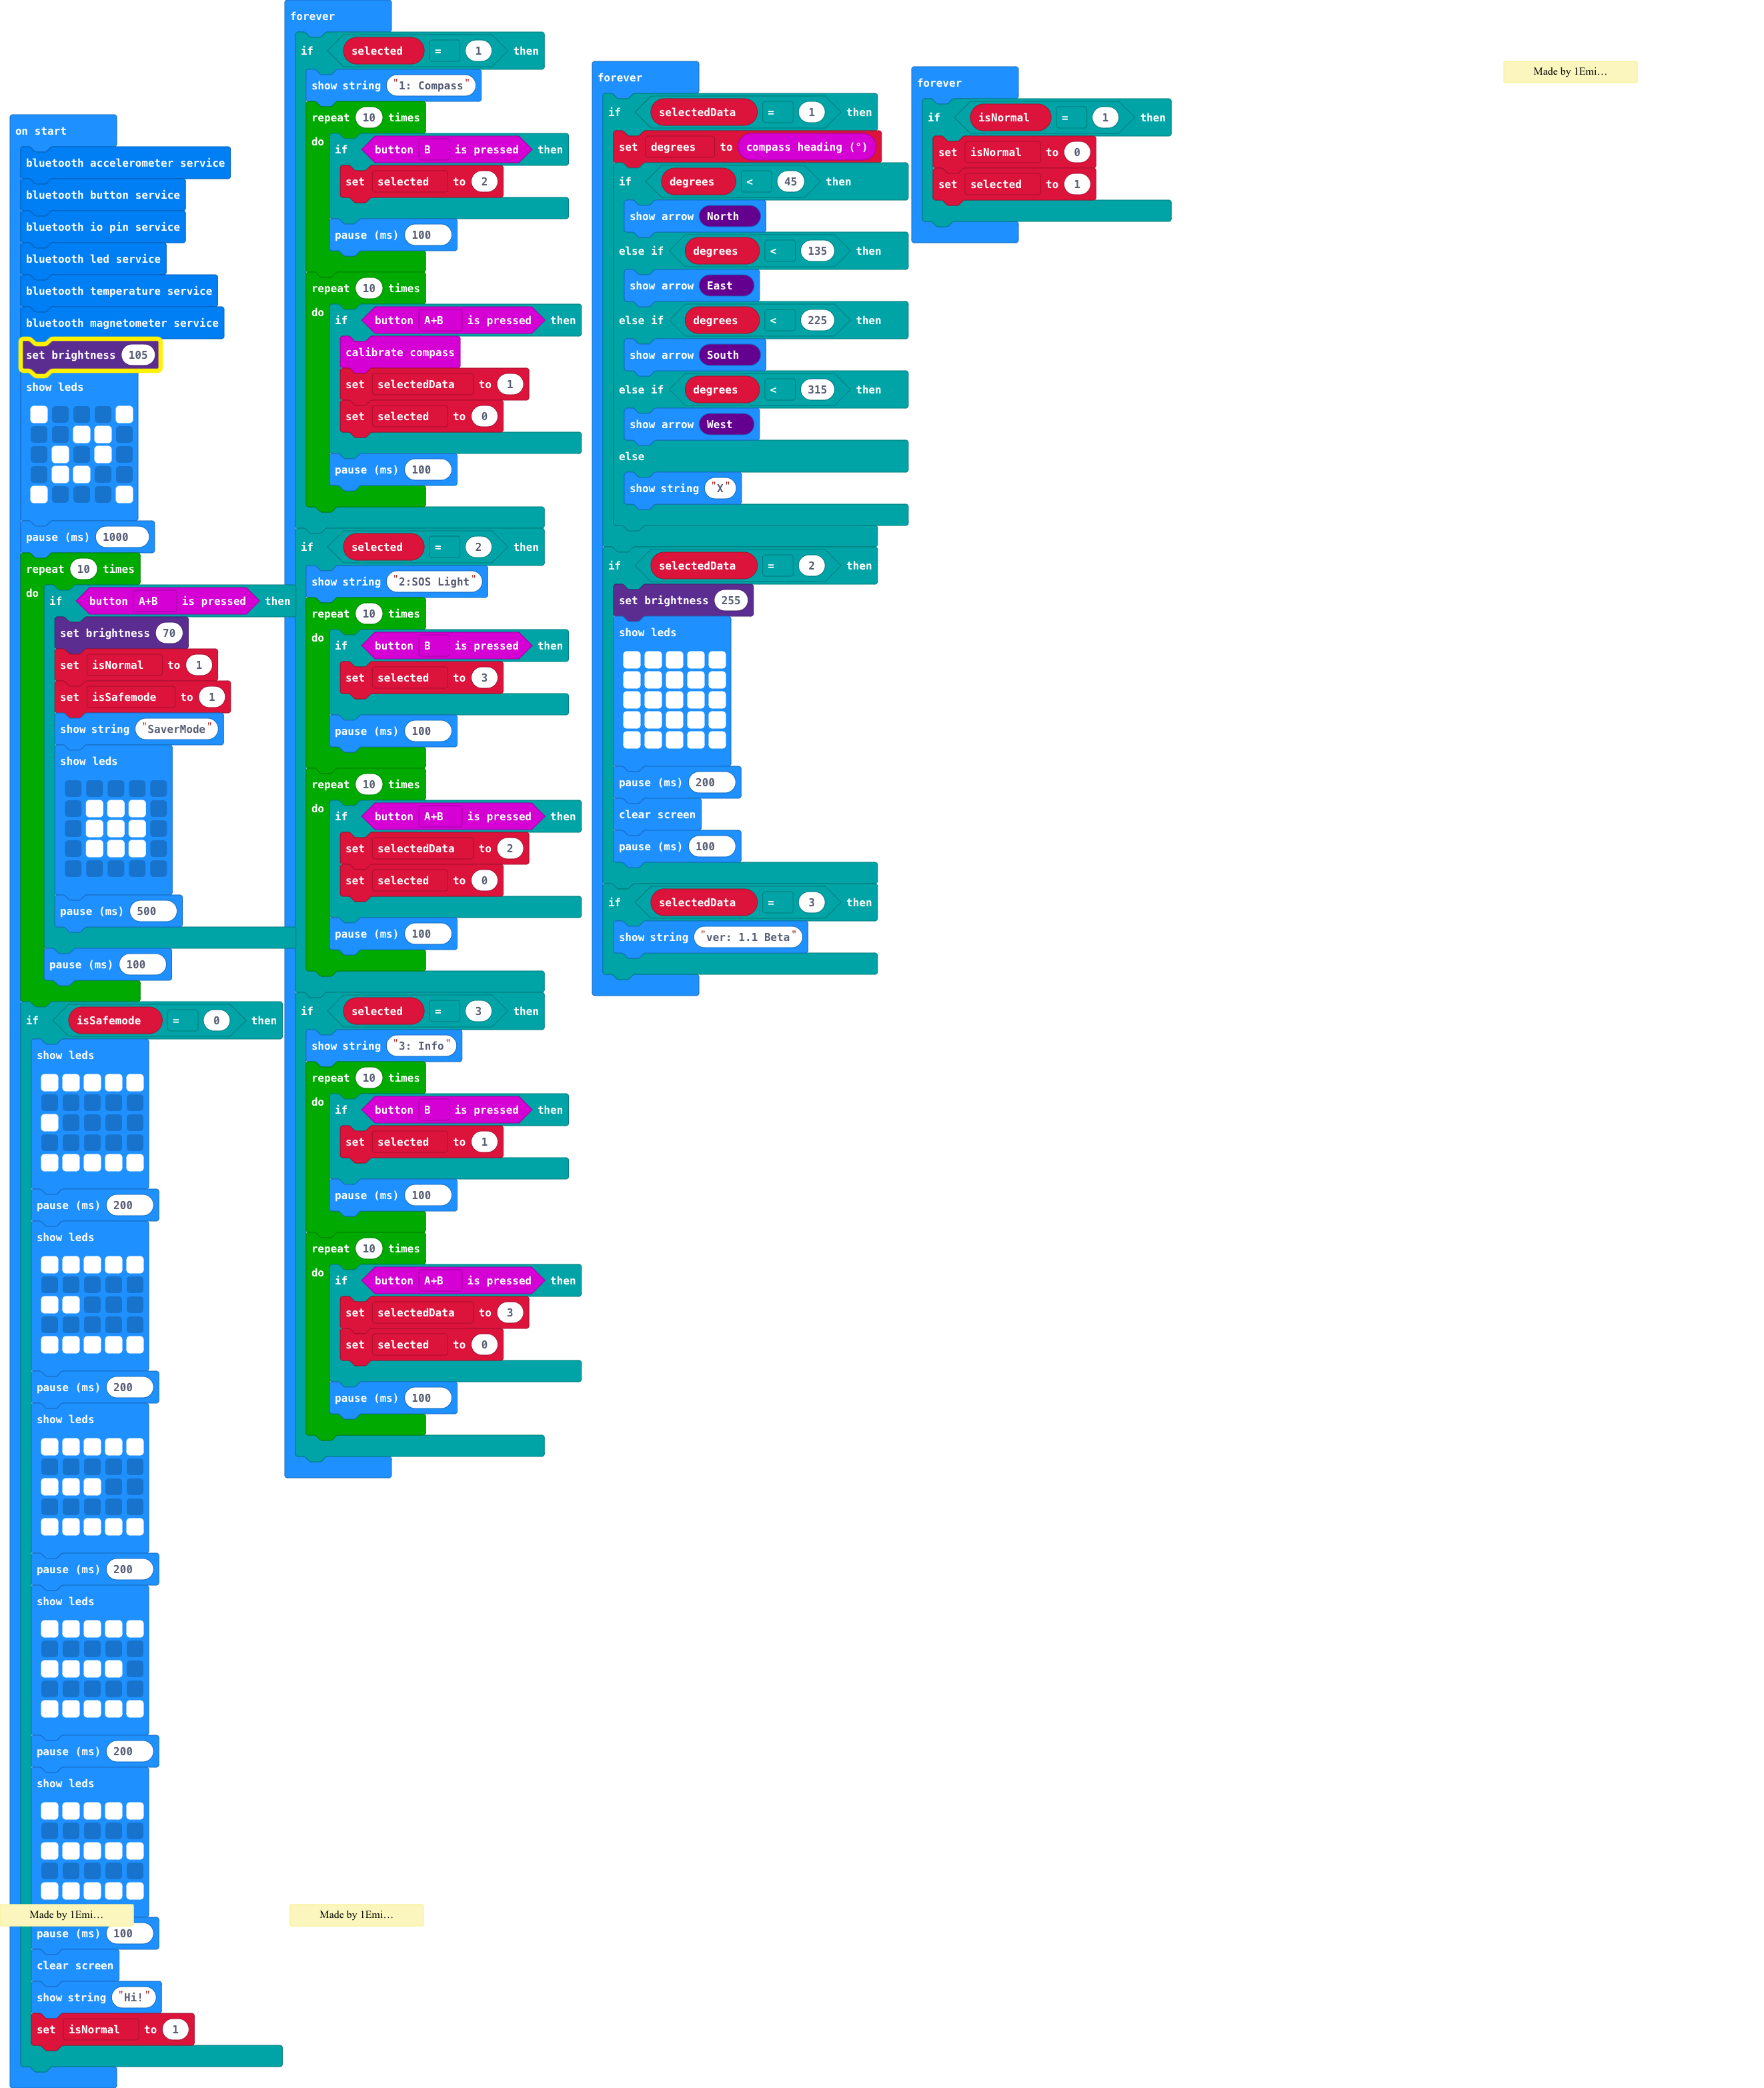 on start
bluetooth accelerometer service
bluetooth button service
bluetooth io pin service
bluetooth led service
bluetooth temperature service
bluetooth magnetometer service
set brightness 105
show leds
pause (ms) 1000
repeat 10 times
do if button A+B is pressed then
set brightness 70
set isNormal to 1
set isSafemode to 1
show string "SaverMode"
show leds
pause (ms) 500
pause (ms) 100
if isSafemode = 0 then
show leds
pause (ms) 200
show leds
pause (ms) 200
show leds
pause (ms) 200
show leds
pause (ms) 200
show leds
Made by 1Emi…
pause (ms) 100
clear screen
show string "Hi!"
set isNormal to 1
forever
if selected = 1 then
show string "1: Compass"
repeat 10 times
do if button B is pressed then
set selected to 2
pause (ms) 100
repeat 10 times
do if button A+B is pressed then
calibrate compass
set selectedData to 1
set selected to 0
pause (ms) 100
if selected = 2 then
show string "2:SOS Light"
repeat 10 times
do if button B is pressed then
set selected to 3
pause (ms) 100
repeat 10 times
do if button A+B is pressed then
set selectedData to 2
set selected to 0
pause (ms) 100
if selected = 3 then
show string "3: Info"
repeat 10 times
do if button B is pressed then
set selected to 1
pause (ms) 100
repeat 10 times
do if button A+B is pressed then
set selectedData to 3
set selected to 0
pause (ms) 100
Made by 1Emi…
forever
if selectedData = 1 then
set degrees to compass heading (°)
if degrees < 45 then
show arrow North
else if degrees < 135 then
show arrow East
else if degrees < 225 then
show arrow South
else if degrees < 315 then
show arrow West
else
show string "X"
if selectedData = 2 then
set brightness 255
show leds
pause (ms) 200
clear screen
pause (ms) 100
if selectedData = 3 then
show string "ver: 1.1 Beta"
forever
if isNormal = 1 then
set isNormal to 0
set selected to 1
Made by 1Emi…